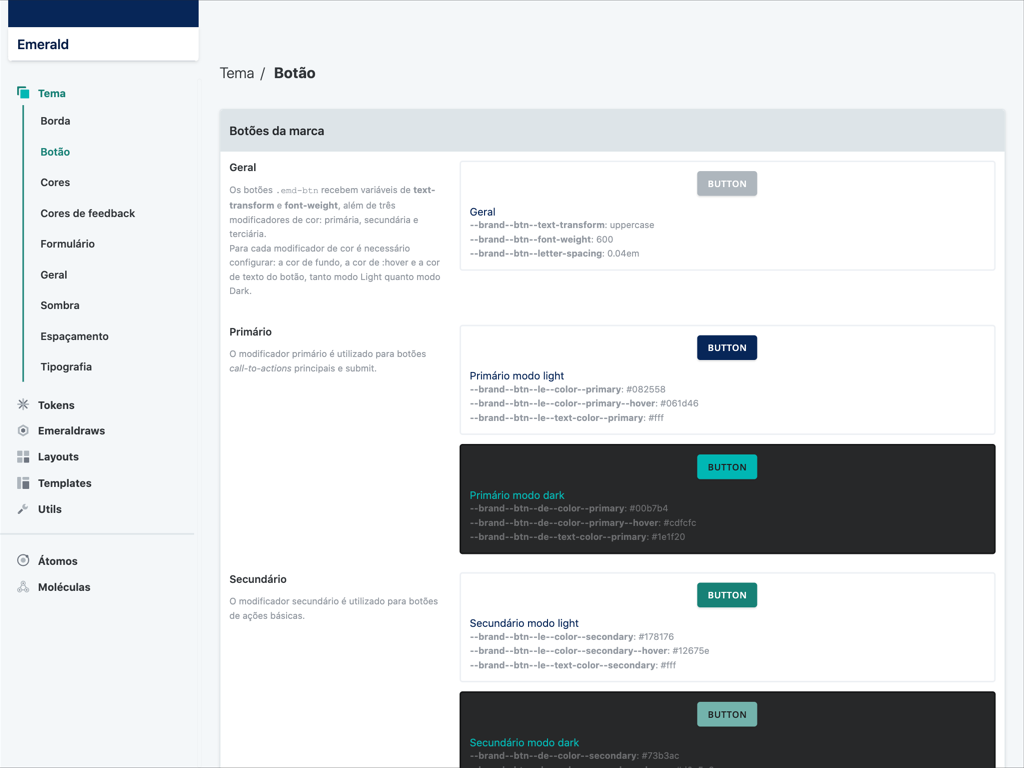 Emerald
Tema
Borda
Botão
Cores
Cores de feedback
Formulário
Geral
Sombra
Espaçamento
Tipografia
Tokens
Emeraldraws
Layouts
Templates
Utils
Átomos
Moléculas
Tema / Botão
Botões da marca
Geral
Os botões .emd-btn recebem variáveis de text-
transform e font-weight, além de três
modificadores de cor: primária, secundária e
terciária.
Para cada modificador de cor é necessário
configurar: a cor de fundo, a cor de :hover e a cor
de texto do botão, tanto modo Light quanto modo
Dark.
BUTTON
Geral
--brand--btn--text-transform: uppercase
--brand--btn--font-weight: 600
--brand--btn--letter-spacing: 0.04em
Primário
O modificador primário é utilizado para botões
call-to-actions principais e submit.
BUTTON
Primário modo light
--brand--btn--le--color--primary: #082558
--brand--btn--le--color--primary--hover: #061d46
--brand--btn--le--text-color--primary: #fff
BUTTON
Primário modo dark
--brand--btn--de--color--primary: #00b7b4
--brand--btn--de--color--primary--hover: #cdfcfc
--brand--btn--de--text-color--primary: #1e1f20
Secundário
O modificador secundário é utilizado para botões
de ações básicas.
BUTTON
Secundário modo light
--brand--btn--le--color--secondary: #178176
--brand--btn--le--color--secondary--hover: #12675e
--brand--btn--le--text-color--secondary: #fff
BUTTON
Secundário modo dark
--brand--btn--de--color--secondary: #73b3ac